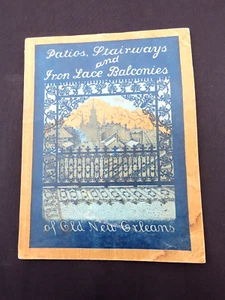 Patios, Stairways
and
Iron Lace Balconies
of Old New Orleans